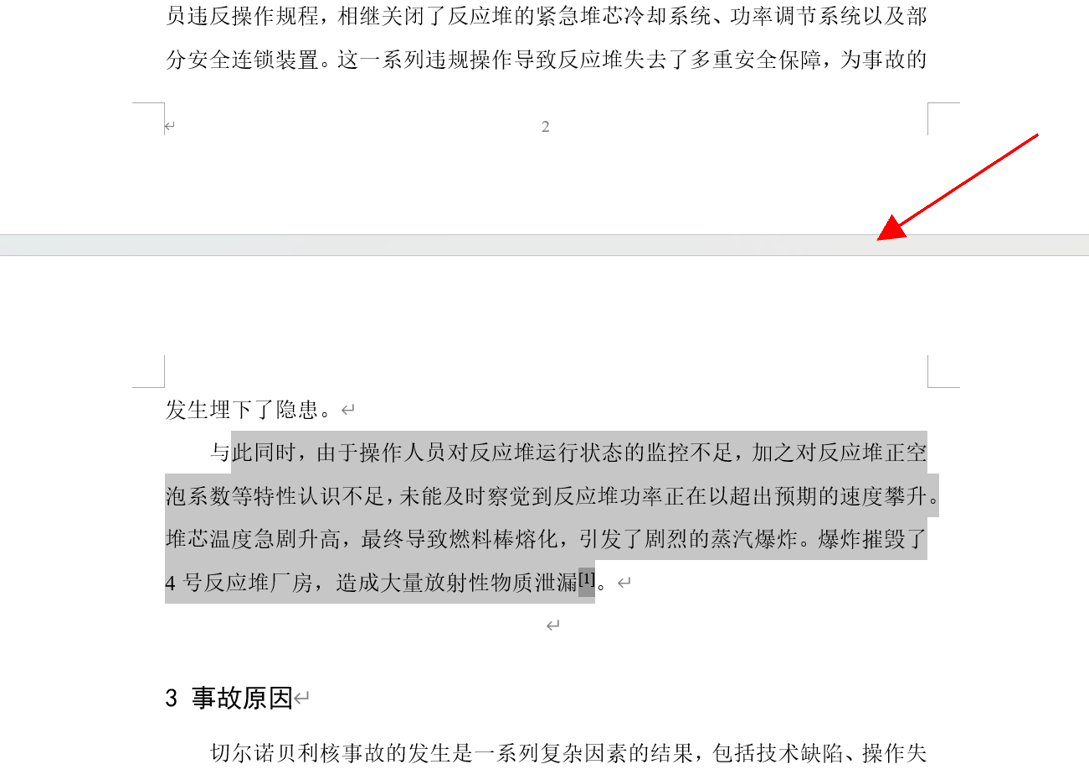 员违反操作规程，相继关闭了反应堆的紧急堆芯冷却系统、功率调节系统以及部
分安全连锁装置。这一系列违规操作导致反应堆失去了多重安全保障，为事故的
2
发生埋下了隐患。
与此同时，由于操作人员对反应堆运行状态的监控不足，加之对反应堆正空
泡系数等特性认识不足，未能及时察觉到反应堆功率正在以超出预期的速度攀升。
堆芯温度急剧升高，最终导致燃料棒熔化，引发了剧烈的蒸汽爆炸。爆炸摧毁了
4 号反应堆厂房，造成大量放射性物质泄漏[1]。
3 事故原因
切尔诺贝利核事故的发生是一系列复杂因素的结果，包括技术缺陷、操作失